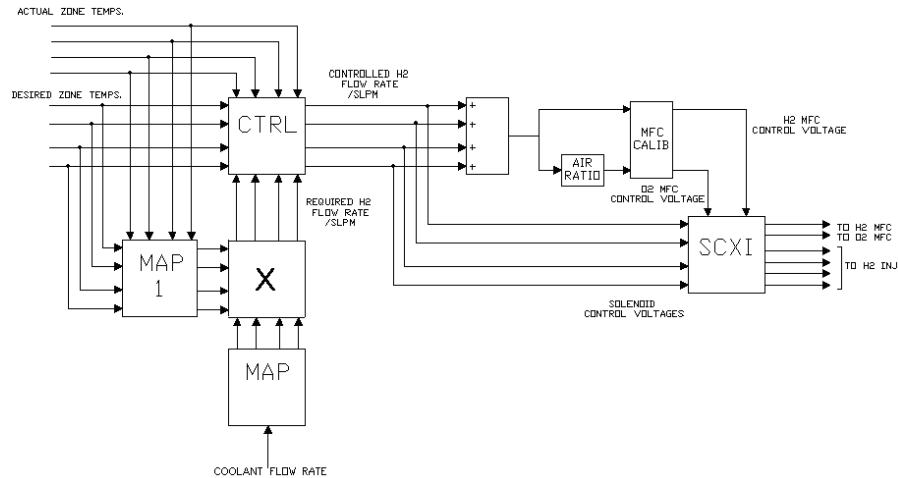 ACTUAL ZONE TEMPS.
DESIRED ZONE TEMPS.
CTRL
CONTROLLED H2
FLOW RATE
/SLPM
+
+
+
+
AIR
RATIO
MFC
CALIB
H2 MFC
CONTROL VOLTAGE
O2 MFC
CONTROL VOLTAGE
REQUIRED H2
FLOW RATE
/SLPM
MAP
1
X
SCXI
TO H2 MFC
TO O2 MFC
TO H2 INJ
SOLENOID
CONTROL VOLTAGES
MAP
COOLANT FLOW RATE